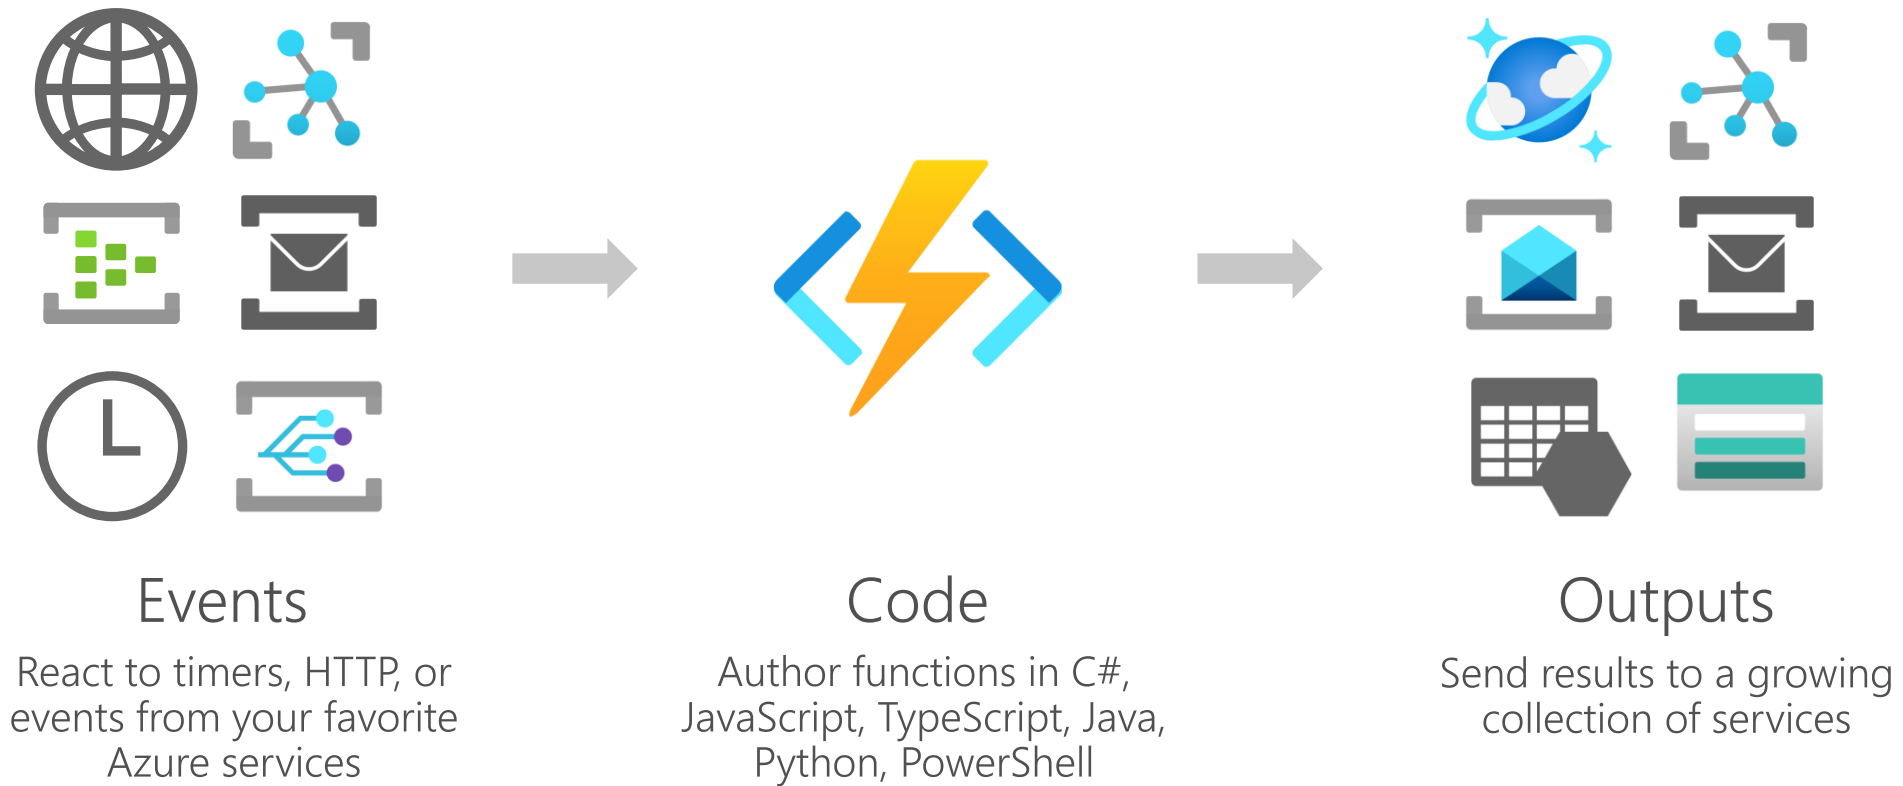 Events
React to timers, HTTP, or
events from your favorite
Azure services
Code
Author functions in C#,
JavaScript, TypeScript, Java,
Python, PowerShell
Outputs
Send results to a growing
collection of services